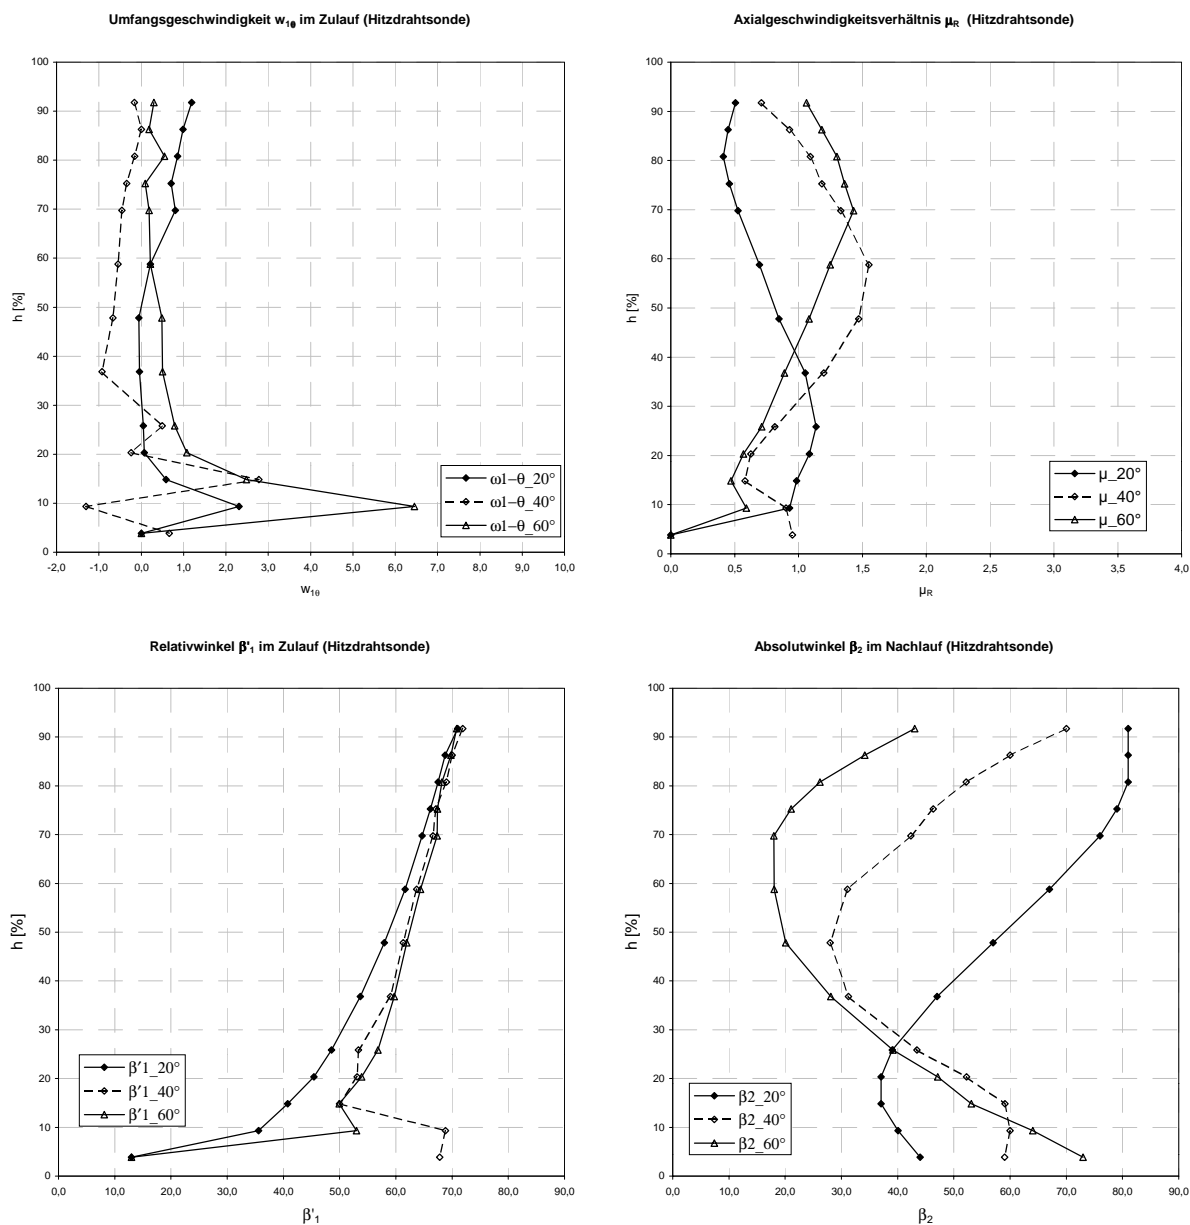 Umfangsgeschwindigkeit w1θ im Zulauf (Hitzdrahtsonde)
100
90
80
70
60
50
40
30
20
10
0
h [%]
-2,0 -1,0 0,0 1,0 2,0 3,0 4,0 5,0 6,0 7,0 8,0 9,0 10,0
w1θ
ω1−θ_20°
ω1−θ_40°
ω1−θ_60°
Axialgeschwindigkeitsverhältnis μR (Hitzdrahtsonde)
100
90
80
70
60
50
40
30
20
10
0
h [%]
0,0 0,5 1,0 1,5 2,0 2,5 3,0 3,5 4,0
μR
μ_20°
μ_40°
μ_60°
Relativwinkel β'1 im Zulauf (Hitzdrahtsonde)
100
90
80
70
60
50
40
30
20
10
0
h [%]
0,0 10,0 20,0 30,0 40,0 50,0 60,0 70,0 80,0 90,0
β'1
β′1_20°
β′1_40°
β′1_60°
Absolutwinkel β2 im Nachlauf (Hitzdrahtsonde)
100
90
80
70
60
50
40
30
20
10
0
h [%]
0,0 10,0 20,0 30,0 40,0 50,0 60,0 70,0 80,0 90,0
β2
β2_20°
β2_40°
β2_60°